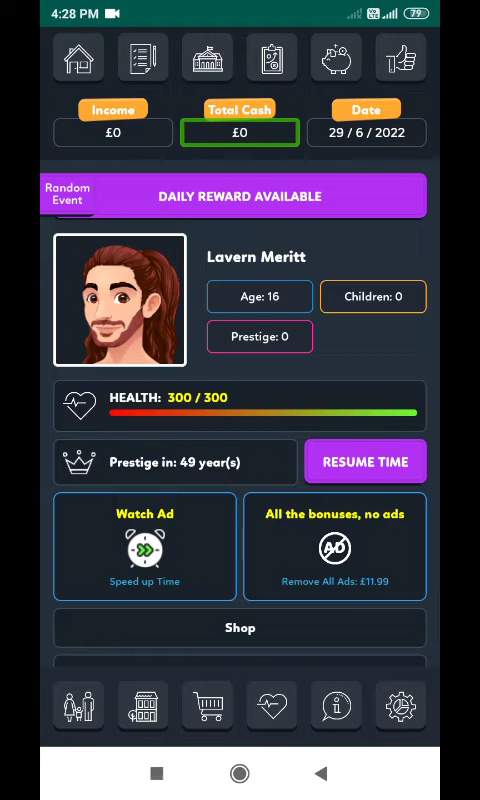 4:28 PM
79
Income
Total Cash
Date
£0
£0
29 / 6 / 2022
Random
Event
DAILY REWARD AVAILABLE
Lavern Meritt
Age: 16
Children: 0
Prestige: 0
HEALTH: 300 / 300
Prestige in: 49 year(s)
RESUME TIME
Watch Ad
All the bonuses, no ads
AD
Speed up Time
Remove All Ads: £11.99
Shop